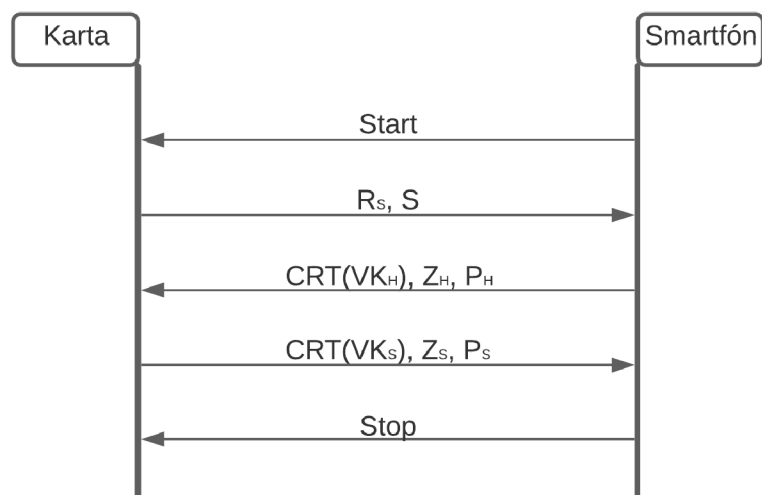 Karta
Smartfón
Start
Rs, S
CRT(VKH), ZH, PH
CRT(VKS), ZS, PS
Stop